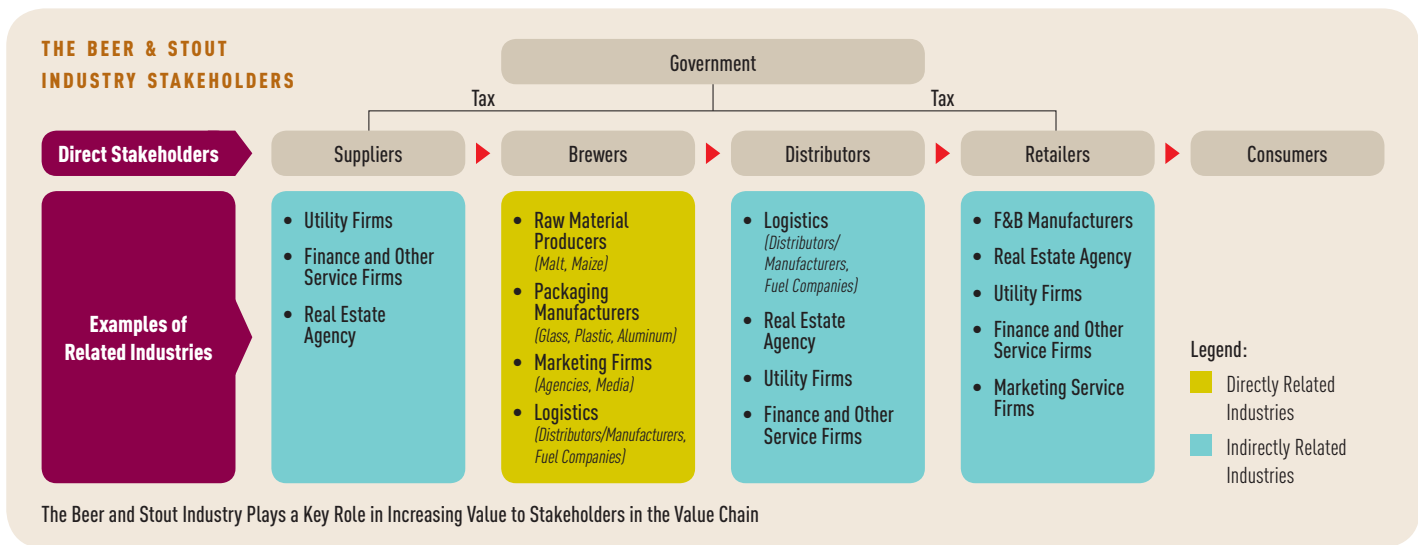 THE BEER & STOUT
INDUSTRY STAKEHOLDERS
Government
Tax
Tax
Direct Stakeholders
Suppliers
Brewers
Distributors
Retailers
Consumers
Examples of
Related Industries
• Utility Firms
• Finance and Other
Service Firms
• Real Estate
Agency
• Raw Material
Producers
(Malt, Maize)
• Packaging
Manufacturers
(Glass, Plastic, Aluminum)
• Marketing Firms
(Agencies, Media)
• Logistics
(Distributors/Manufacturers,
Fuel Companies)
• Logistics
(Distributors/
Manufacturers,
Fuel Companies)
• Real Estate
Agency
• Utility Firms
• Finance and Other
Service Firms
• F&B Manufacturers
• Real Estate Agency
• Utility Firms
• Finance and Other
Service Firms
• Marketing Service
Firms
Legend:
Directly Related
Industries
Indirectly Related
Industries
The Beer and Stout Industry Plays a Key Role in Increasing Value to Stakeholders in the Value Chain